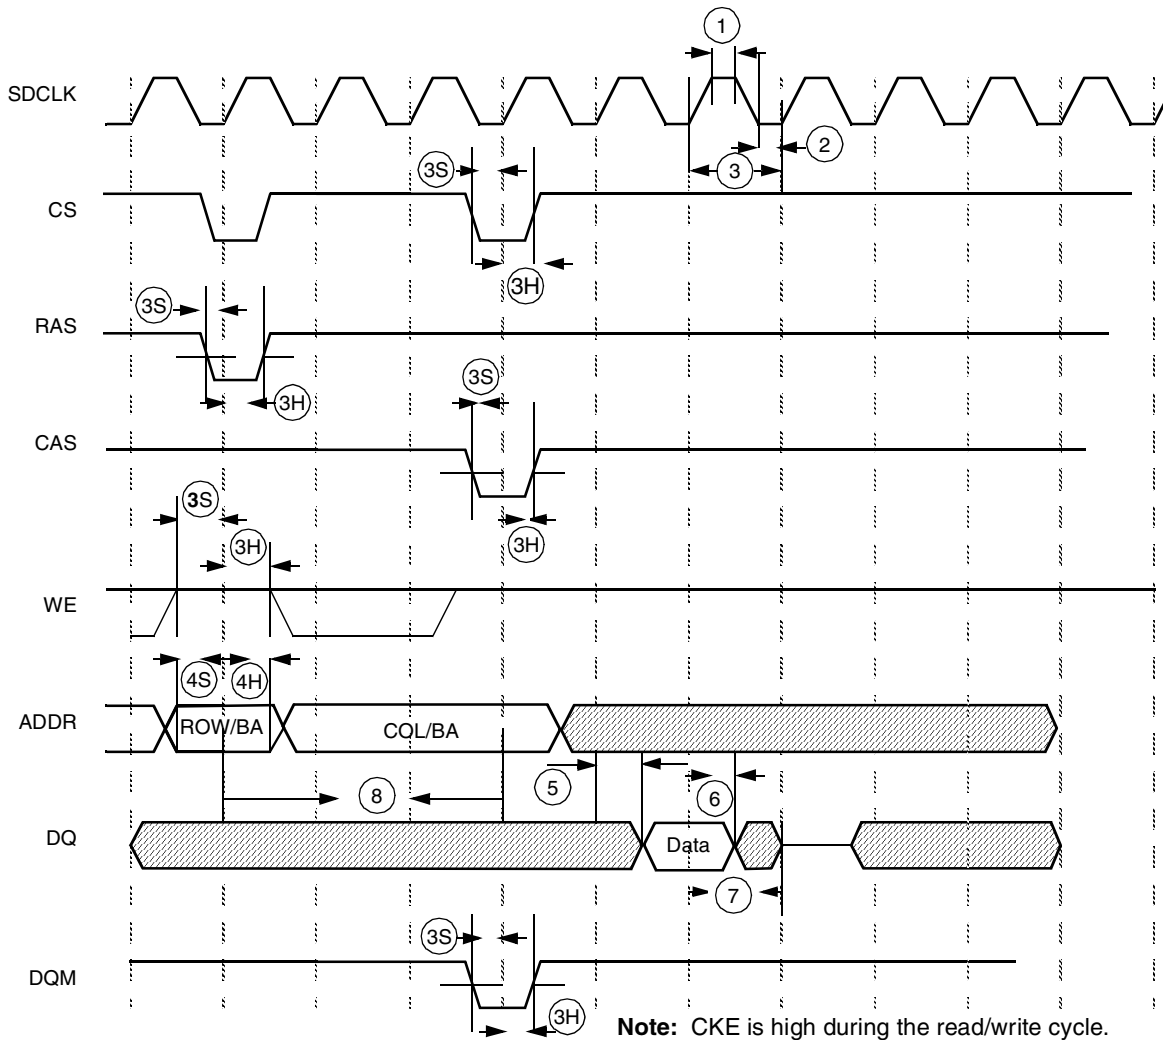 1
SDCLK
2
3S
3
CS
3H
3S
RAS
3S
3H
CAS
3S
3H
3H
WE
4S
4H
ADDR
ROW/BA
COL/BA
5
8
6
DQ
Data
7
3S
DQM
3H
Note: CKE is high during the read/write cycle.